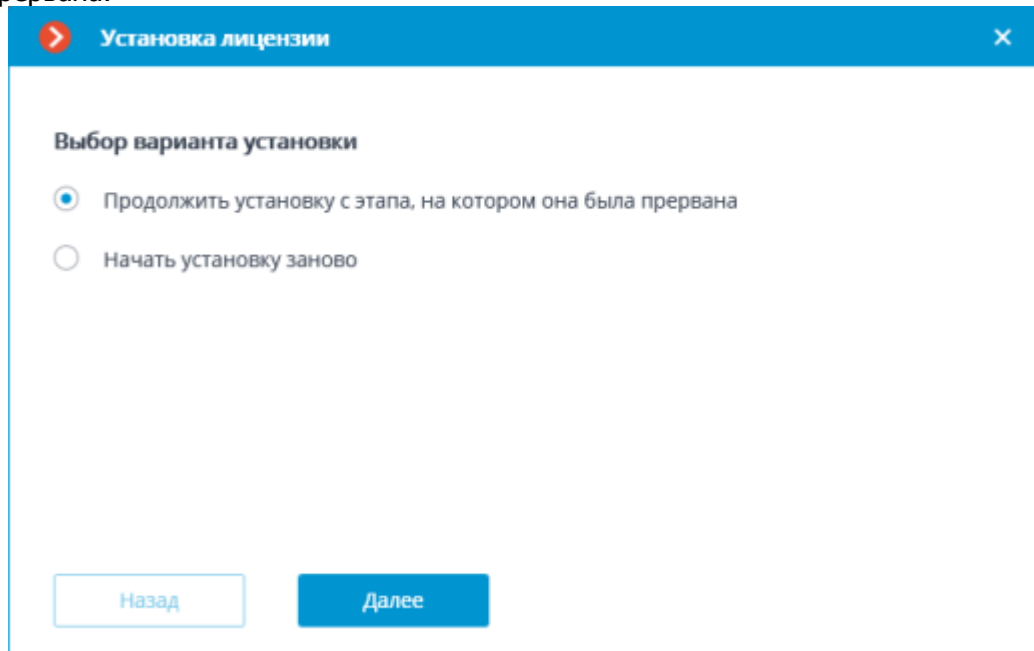 Установка лицензии
Выбор варианта установки
Продолжить установку с этапа, на котором она была прервана
Начать установку заново
Назад
Далее